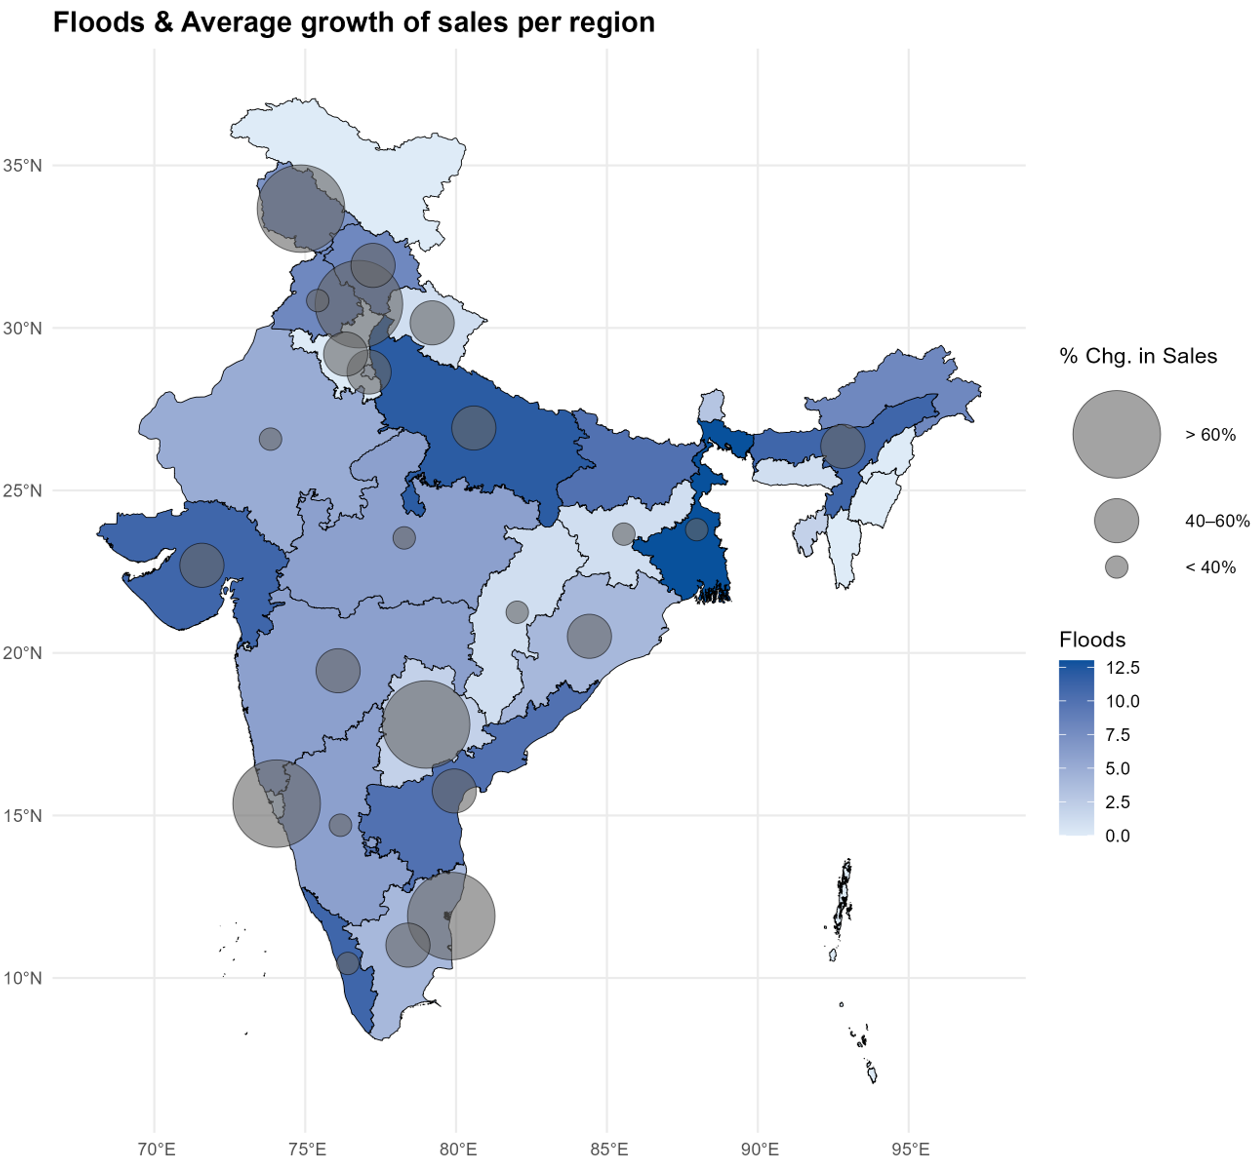 Floods & Average growth of sales per region
35°N
30°N
25°N
20°N
15°N
10°N
70°E
75°E
80°E
85°E
90°E
95°E
% Chg. in Sales
> 60%
40–60%
< 40%
Floods
12.5
10.0
7.5
5.0
2.5
0.0